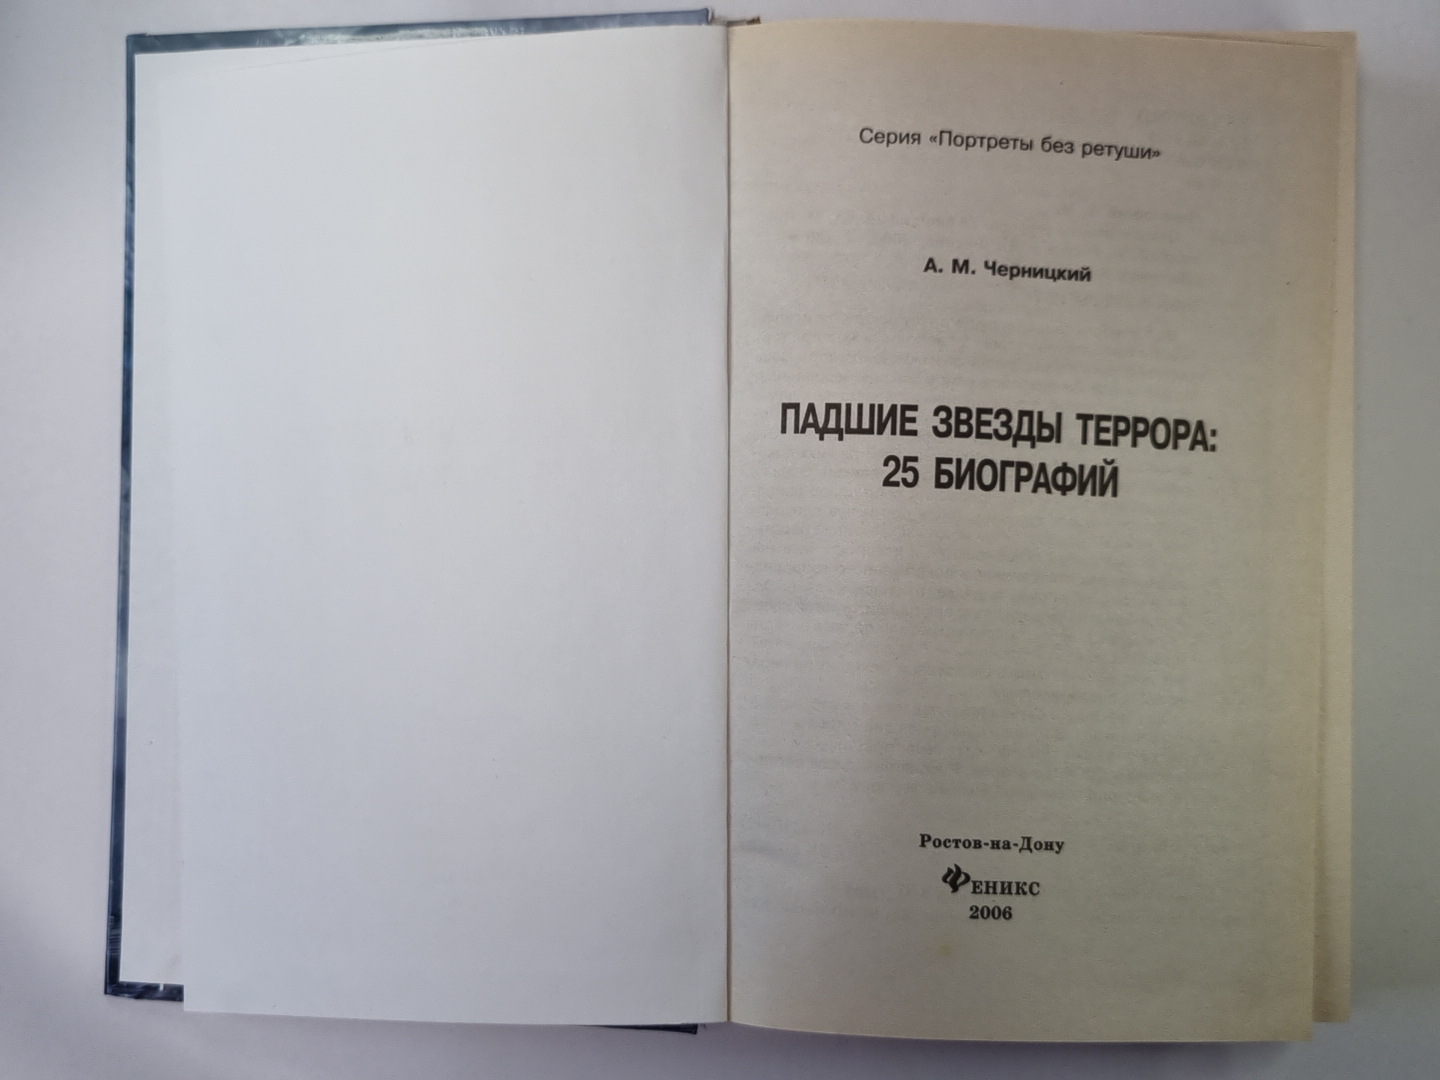 Серия «Портреты без ретуши»
А. М. Черницкий
ПАДШИЕ ЗВЕЗДЫ ТЕРРОРА:
25 БИОГРАФИЙ
Ростов-на-Дону
ФЕНИКС
2006